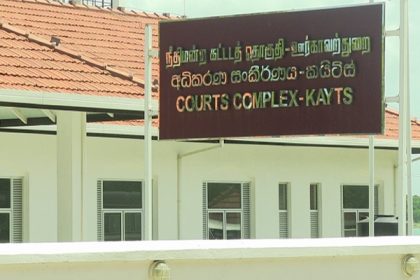 நீதிமன்ற கட்டடத் தொகுதி-ஊர்காவற்துறை
අධිකරණ සංකීර්ණය-කයිට්ස්
COURTS COMPLEX-KAYTS